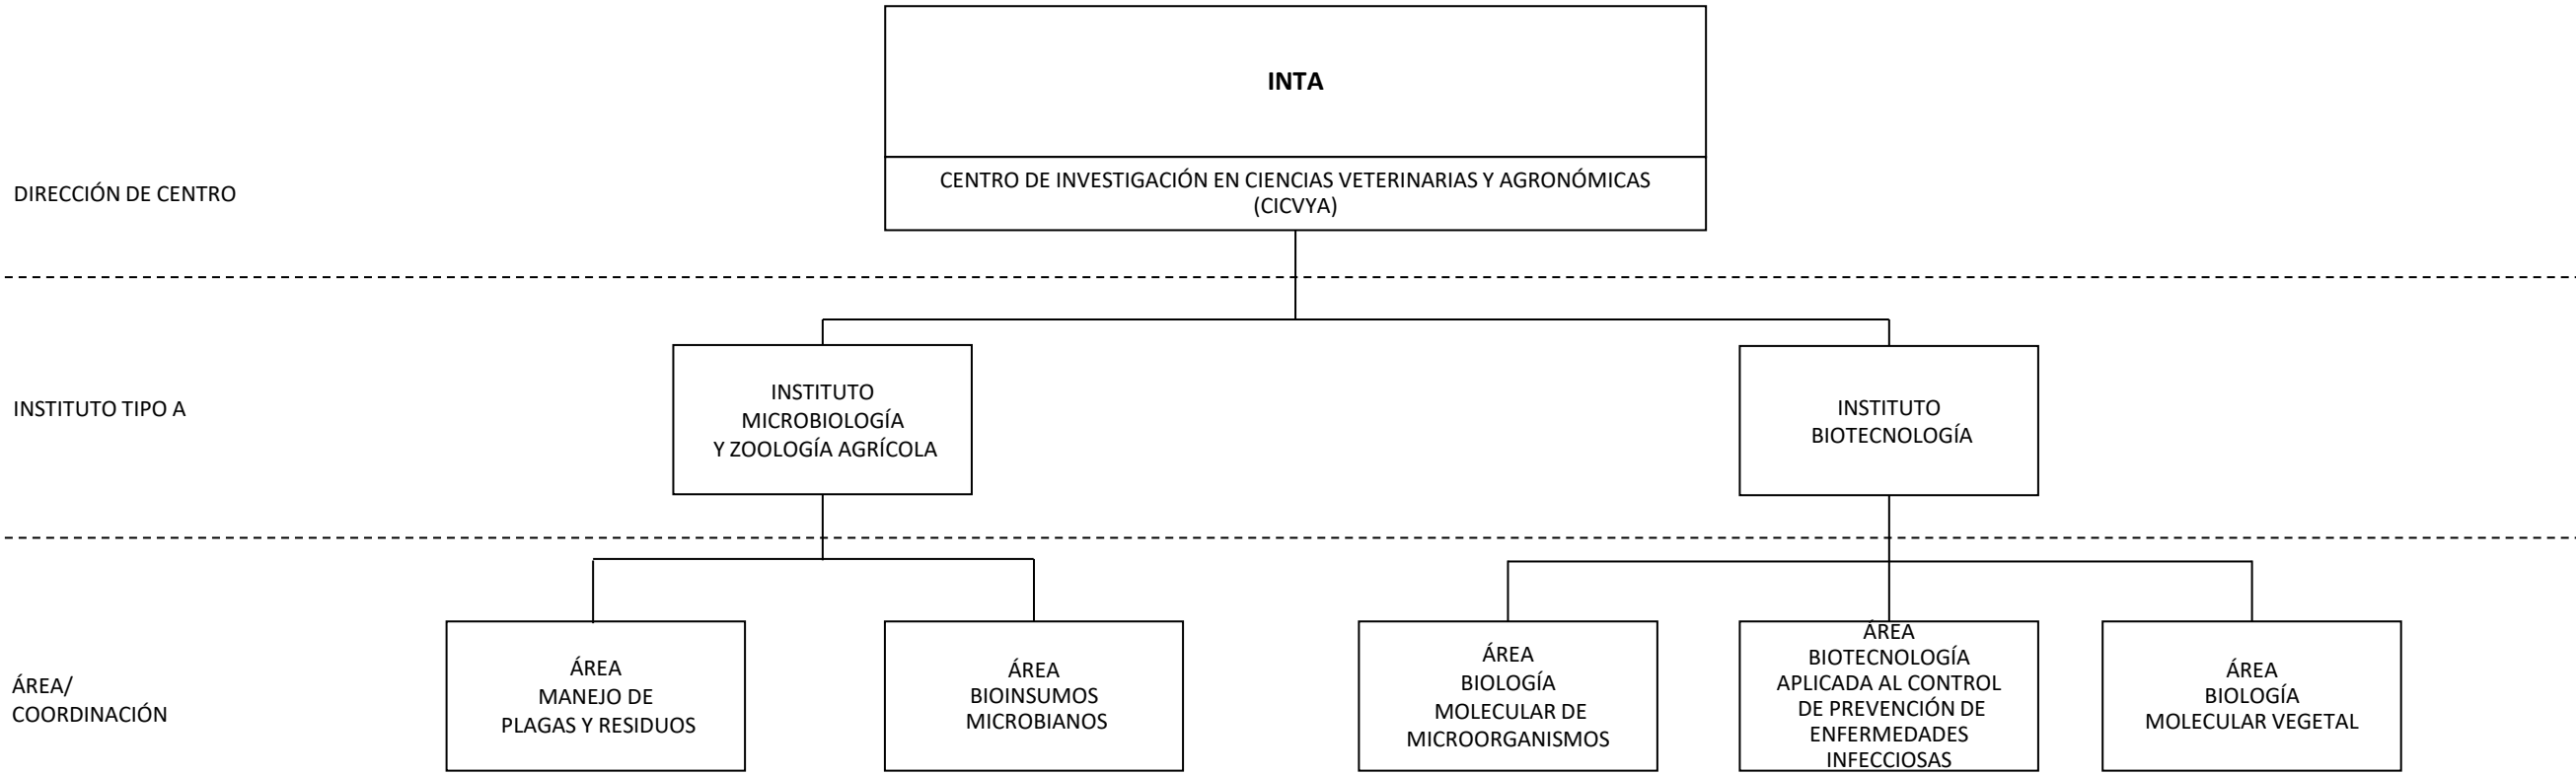 INTA
DIRECCIÓN DE CENTRO
CENTRO DE INVESTIGACIÓN EN CIENCIAS VETERINARIAS Y AGRONÓMICAS
(CICVYA)
INSTITUTO TIPO A
INSTITUTO
MICROBIOLOGÍA
Y ZOOLOGÍA AGRÍCOLA
INSTITUTO
BIOTECNOLOGÍA
ÁREA/
COORDINACIÓN
ÁREA
MANEJO DE
PLAGAS Y RESIDUOS
ÁREA
BIOINSUMOS
MICROBIANOS
ÁREA
BIOLOGÍA
MOLECULAR DE
MICROORGANISMOS
ÁREA
BIOTECNOLOGÍA
APLICADA AL CONTROL
DE PREVENCIÓN DE
ENFERMEDADES
INFECCIOSAS
ÁREA
BIOLOGÍA
MOLECULAR VEGETAL